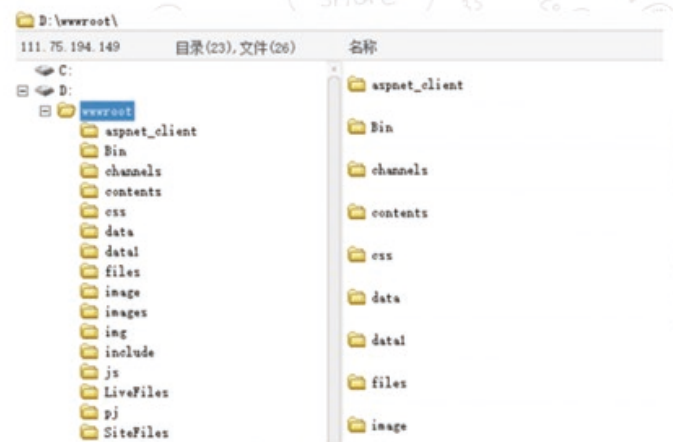 D:\wwwroot\
111.75.194.149 目录(23),文件(26) 名称
C:
D:
wwwroot
aspnet_client
Bin
channels
contents
css
data
data1
files
image
images
img
include
js
LiveFiles
pj
SiteFiles
aspnet_client
Bin
channels
contents
css
data
data1
files
image